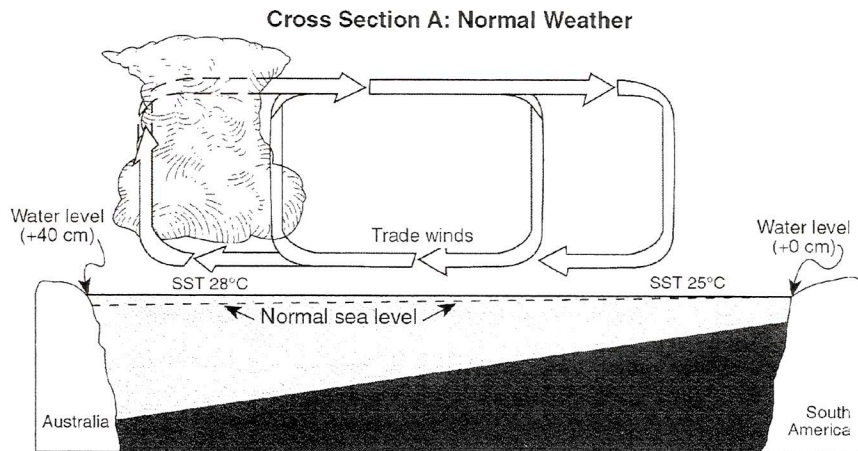 Cross Section A: Normal Weather
Water level
(+40 cm)
Trade winds
Water level
(+0 cm)
SST 28°C
SST 25°C
Normal sea level
Australia
South
America